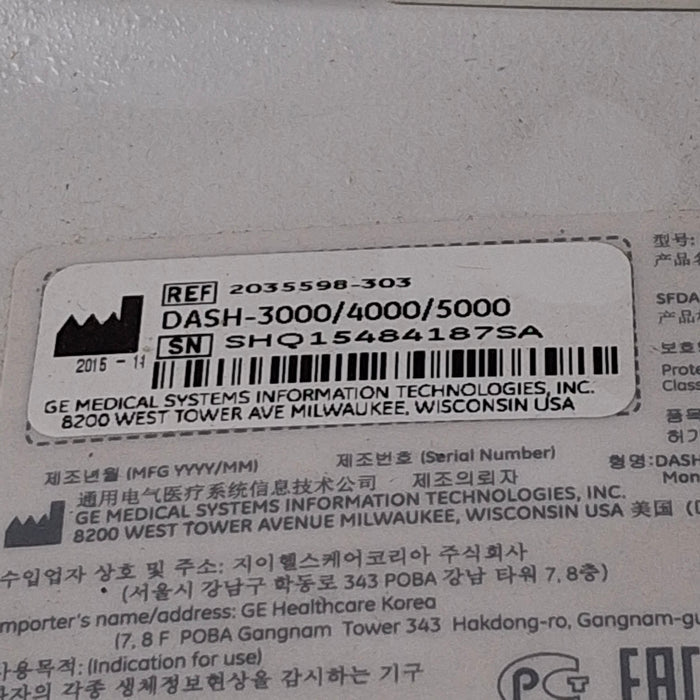 REF 2035598-303
DASH-3000/4000/5000
SN SHQ15484187SA
2015 - 11
GE MEDICAL SYSTEMS INFORMATION TECHNOLOGIES, INC.
8200 WEST TOWER AVE MILWAUKEE, WISCONSIN USA
型号:
产品
SFDA
产品
보호
Prote
Class
품목
허가
형명:DASH
Mon
제조년월 (MFG YYYY/MM) 제조번호 (Serial Number)
通用电气医疗系统信息技术公司 제조의뢰자
GE MEDICAL SYSTEMS INFORMATION TECHNOLOGIES, INC.
8200 WEST TOWER AVENUE MILWAUKEE, WISCONSIN USA 美国
수입업자 상호 및 주소: 지이헬스케어코리아 주식회사
(서울시 강남구 학동로 343 POBA 강남 타워 7, 8층)
mporter's name/address: GE Healthcare Korea
(7, 8 F POBA Gangnam Tower 343 Hakdong-ro, Gangnam-gu
사용목적: (Indication for use)
환자의 각종 생체정보현상을 감시하는 기구
EAC